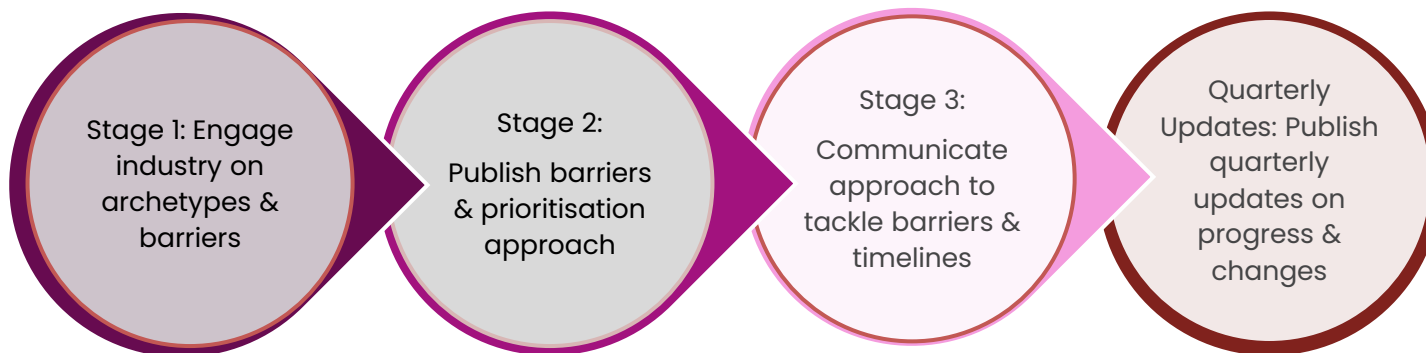 Stage 1: Engage
industry on
archetypes &
barriers
Stage 2:
Publish barriers
& prioritisation
approach
Stage 3:
Communicate
approach to
tackle barriers &
timelines
Quarterly
Updates: Publish
quarterly
updates on
progress &
changes